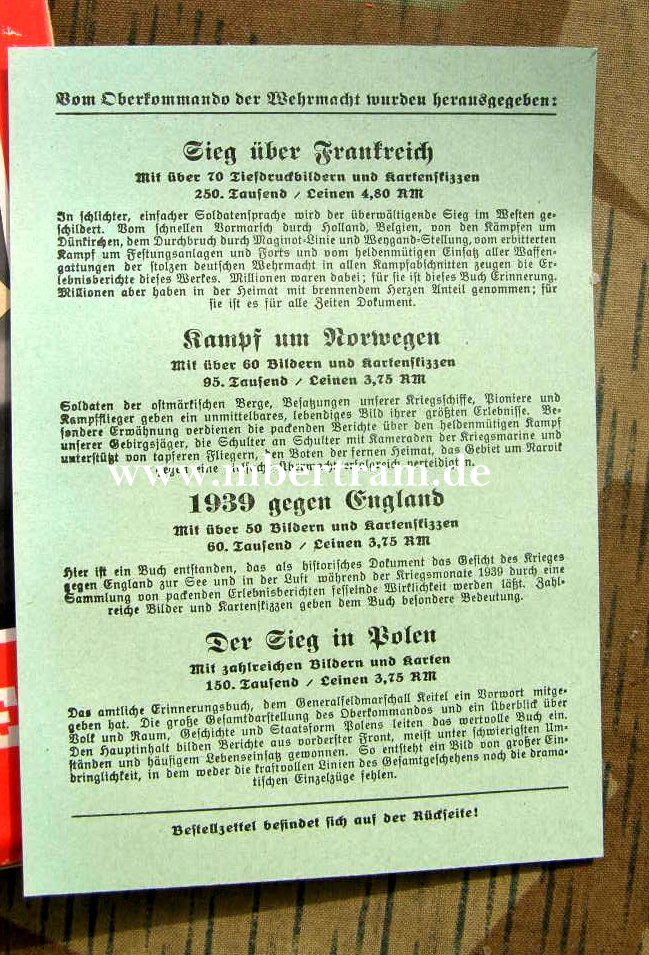 Vom Oberkommando der Wehrmacht wurden herausgegeben:
Sieg über Frankreich
Mit über 70 Tiefdruckbildern und Kartenskizzen
250. Tausend / Leinen 4,80 RM
In schlichter, einfacher Soldatensprache wird der überwältigende Sieg im Westen ge-
schildert. Vom schnellen Vormarsch durch Holland, Belgien, von den Kämpfen um
Dünkirchen, dem Durchbruch durch Maginot-Linie und Weygand-Stellung, vom erbitterten
Kampf um Festungsanlagen und Forts und vom heldenmütigen Einsatz aller Waffen-
gattungen der stolzen deutschen Wehrmacht in allen Kampfabschnitten zeugen die Er-
lebnisberichte dieses Werkes. Millionen waren dabei; für sie ist dieses Buch Erinnerung.
Millionen aber haben in der Heimat mit brennendem Herzen Anteil genommen; für
sie ist es für alle Zeiten Dokument.
Kampf um Norwegen
Mit über 60 Bildern und Kartenskizzen
95. Tausend / Leinen 3,75 RM
Soldaten der ostmärkischen Berge, Besatzungen unserer Kriegsschiffe, Pioniere und
Kampfflieger geben ein unmittelbares, lebendiges Bild ihrer größten Erlebnisse. Be-
sondere Erwähnung verdienen die packenden Berichte über den heldenmütigen Kampf
unserer Gebirgsjäger, die Schulter an Schulter mit Kameraden der Kriegsmarine und
unterstützt von tapferen Fliegern, den Boten der fernen Heimat, das Gebiet um Narvik
gegen eine Übermacht erfolgreich verteidigten.
www.mbertram.de
1939 gegen England
Mit über 50 Bildern und Kartenskizzen
60. Tausend / Leinen 3,75 RM
Hier ist ein Buch entstanden, das als historisches Dokument das Gesicht des Krieges
gegen England zur See und in der Luft während der Kriegsmonate 1939 durch eine
Sammlung von packenden Erlebnisberichten fesselnde Wirklichkeit werden läßt. Zahl-
reiche Bilder und Kartenskizzen geben dem Buch besondere Bedeutung.
Der Sieg in Polen
Mit zahlreichen Bildern und Karten
150. Tausend / Leinen 3,75 RM
Das amtliche Erinnerungsbuch, dem Generalfeldmarschall Keitel ein Vorwort mitge-
geben hat. Die große Gesamtdarstellung des Oberkommandos und ein Überblick über
Volk und Raum, Geschichte und Staatsform Polens leiten das wertvolle Buch ein.
Den Hauptinhalt bilden Berichte aus vorderster Front, meist unter schwierigsten Um-
ständen und häufigem Lebenseinsatz gewonnen. So entsteht ein Bild von großer Ein-
dringlichkeit, in dem weder die kraftvollen Linien des Gesamtgeschehens noch die drama-
tischen Einzelzüge fehlen.
Bestellzettel befindet sich auf der Rückseite!